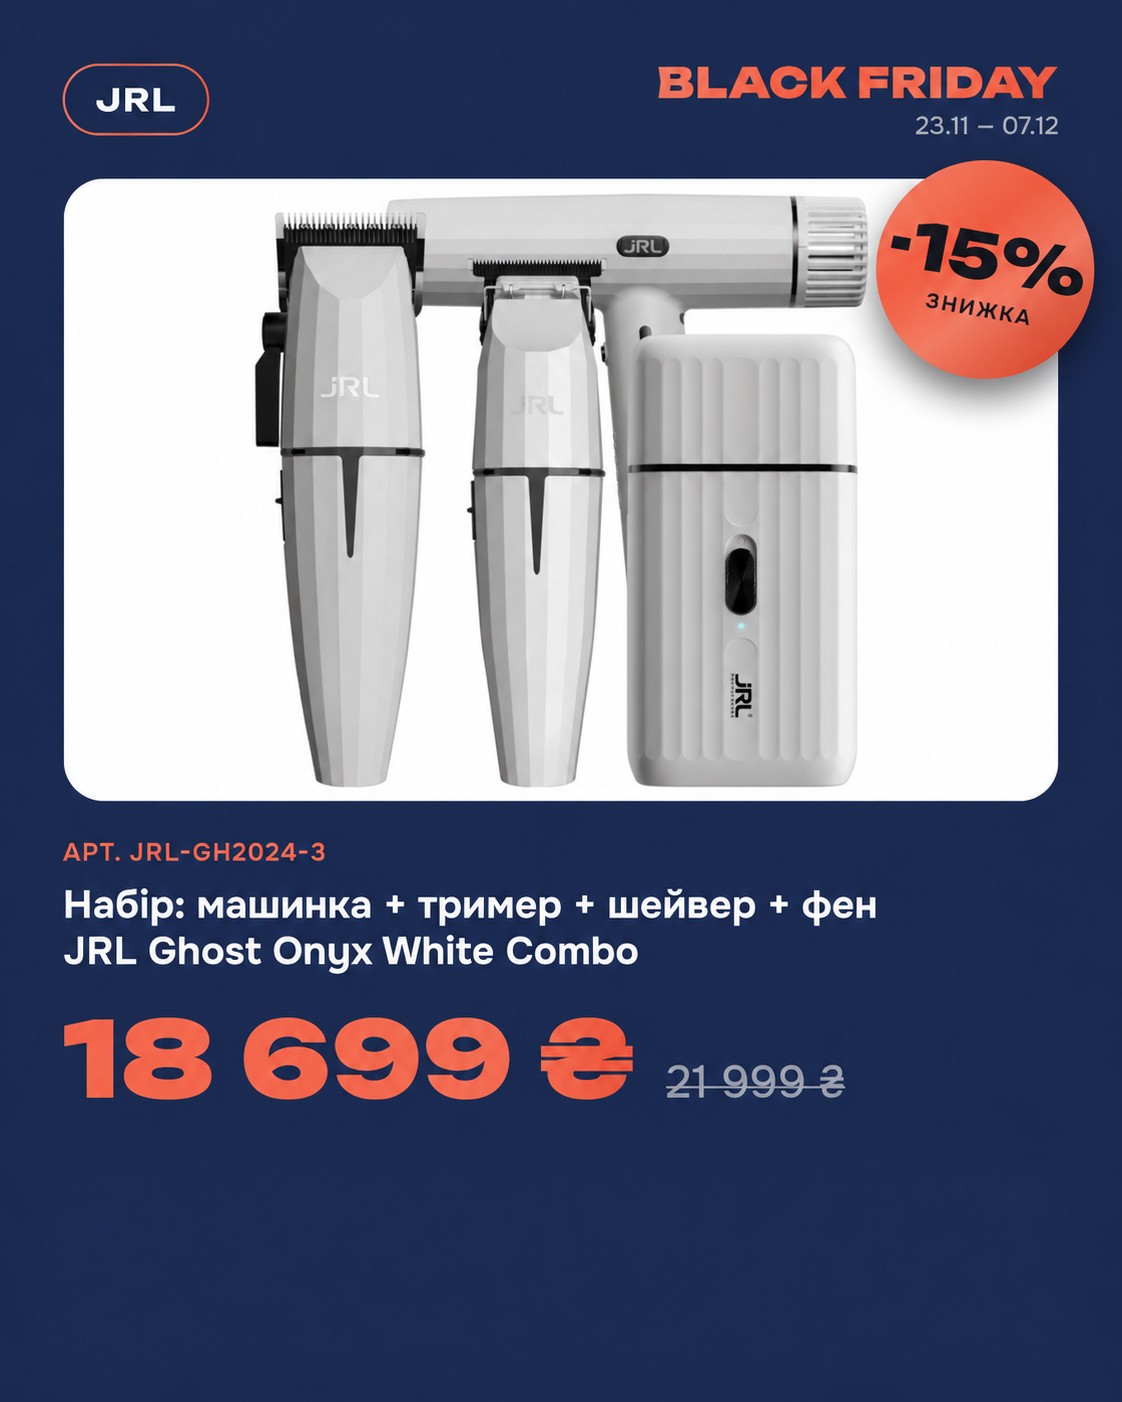 JRL
BLACK FRIDAY
23.11 – 07.12
-15%
ЗНИЖКА
JRL
JRL
JRL
JRL
АРТ. JRL-GH2024-3
Набір: машинка + тример + шейвер + фен
JRL Ghost Onyx White Combo
18 699 ₴
21 999 ₴